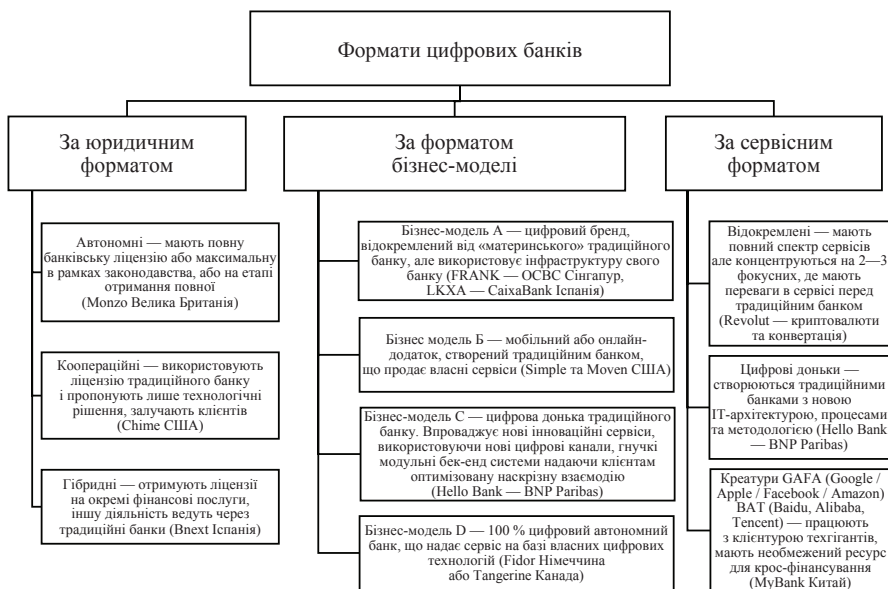 Формати цифрових банків
За юридичним
форматом
Автономні — мають повну
банківську ліцензію або максимальну
в рамках законодавства, або на етапі
отримання повної
(Monzo Велика Британія)
Коопераційні — використовують
ліцензію традиційного банку
і пропонують лише технологічні
рішення, залучають клієнтів
(Chime США)
Гібридні — отримують ліцензії
на окремі фінансові послуги,
іншу діяльність ведуть через
традиційні банки (Bnext Іспанія)
За форматом
бізнес-моделі
Бізнес-модель А — цифровий бренд,
відокремлений від «материнського» традиційного
банку, але використовує інфраструктуру свого
банку (FRANK — OCBC Сінгапур,
LKXA — CaixaBank Іспанія)
Бізнес модель Б — мобільний або онлайн-
додаток, створений традиційним банком,
що продає власні сервіси (Simple та Moven США)
Бізнес-модель С — цифрова донька традиційного
банку. Впроваджує нові інноваційні сервіси,
використовуючи нові цифрові канали, гнучкі
модульні бек-енд системи надаючи клієнтам
оптимізовану наскрізну взаємодію
(Hello Bank — BNP Paribas)
Бізнес-модель D — 100 % цифровий автономний
банк, що надає сервіс на базі власних цифрових
технологій (Fidor Німеччина
або Tangerine Канада)
За сервісним
форматом
Відокремлені — мають
повний спектр сервісів
але концентруються на 2—3
фокусних, де мають
переваги в сервісі перед
традиційним банком
(Revolut — криптовалюти
та конвертація)
Цифрові доньки —
створюються традиційними
банками з новою
ІТ-архітектурою, процесами
та методологією (Hello Bank
— BNP Paribas)
Креатури GAFA (Google /
Apple / Facebook / Amazon)
BAT (Baidu, Alibaba,
Tencent) — працюють
з клієнтурою техгігантів,
мають необмежений ресурс
для крос-фінансування
(MyBank Китай)